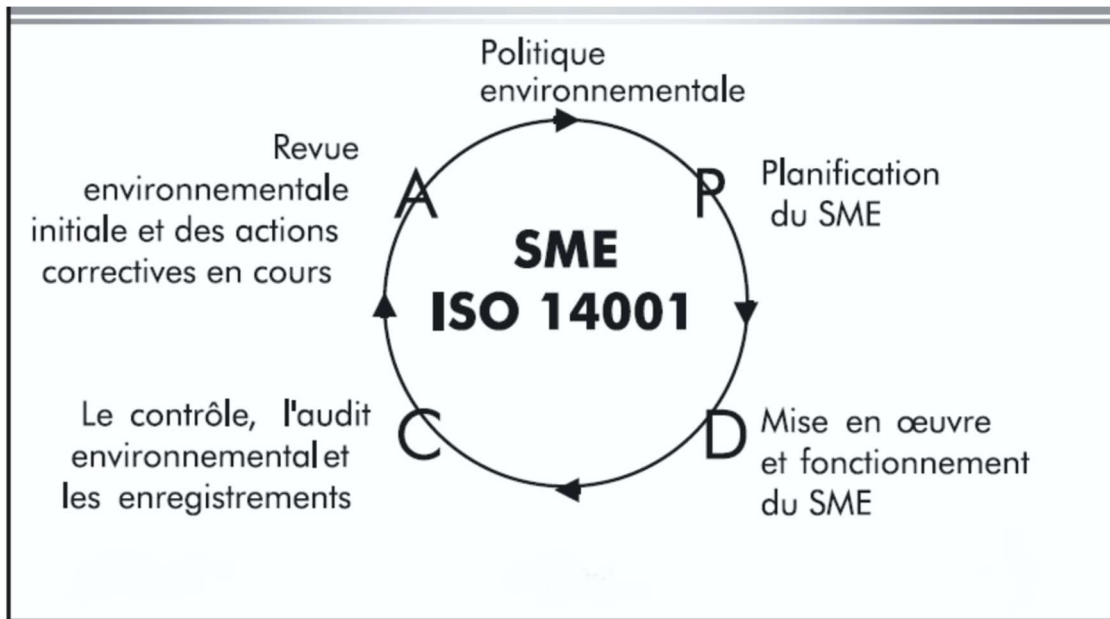 Politique
environnementale
Revue
environnementale
initiale et des actions
correctives en cours
A
P
Planification
du SME
SME
ISO 14001
Le contrôle, l'audit
environnemental et
les enregistrements
C
D
Mise en œuvre
et fonctionnement
du SME